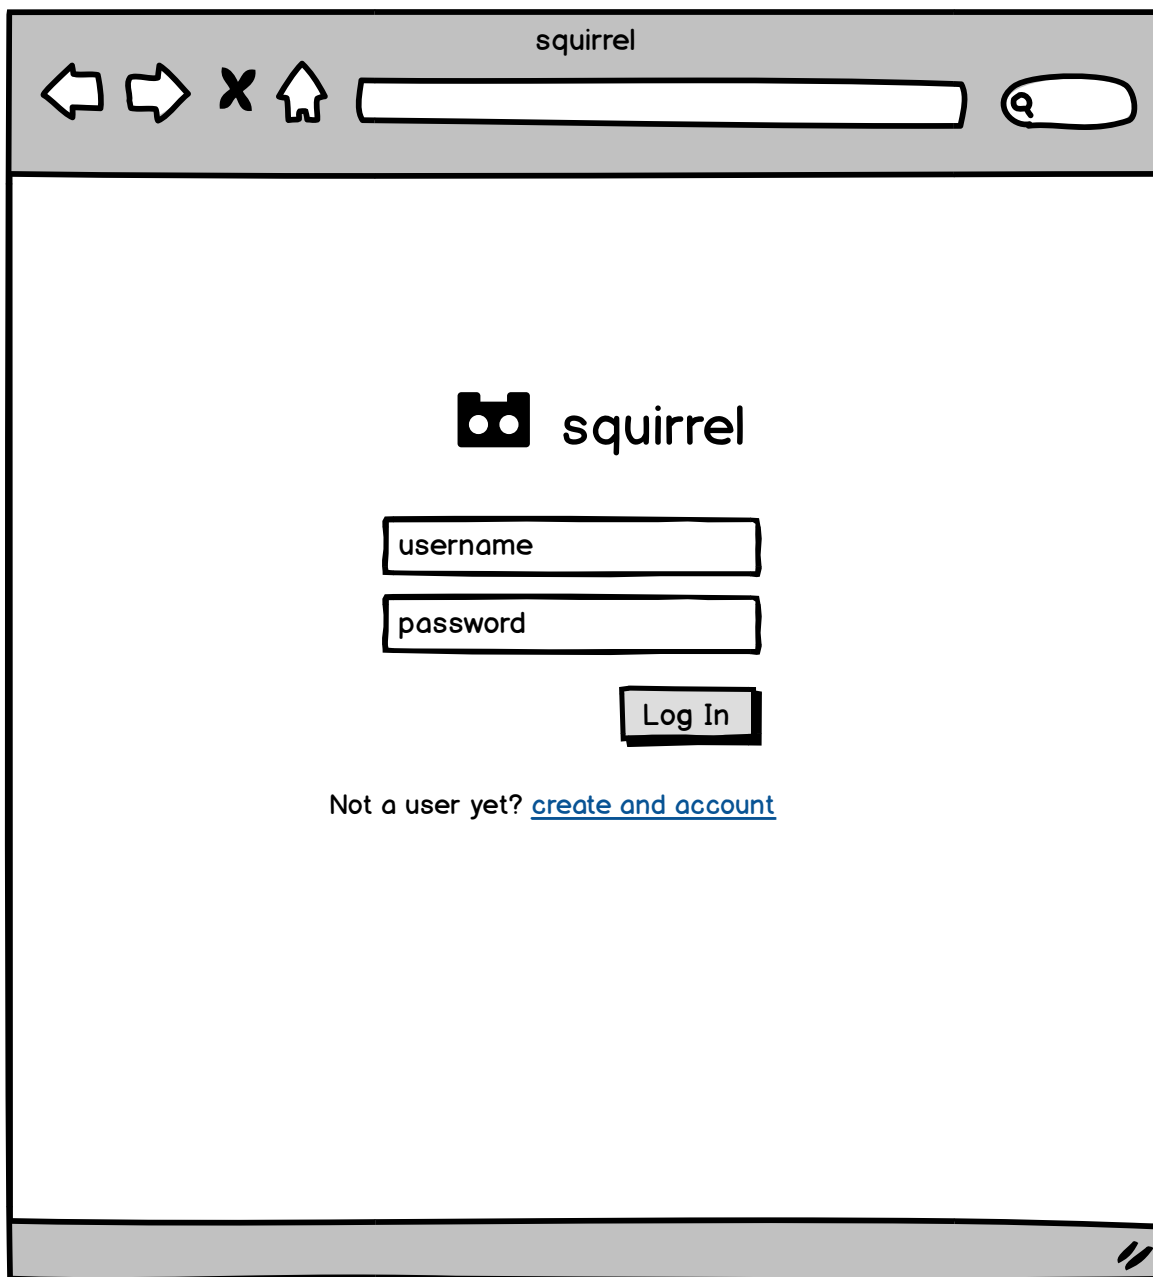 squirrel
squirrel
username
password
Log In
Not a user yet? create and account